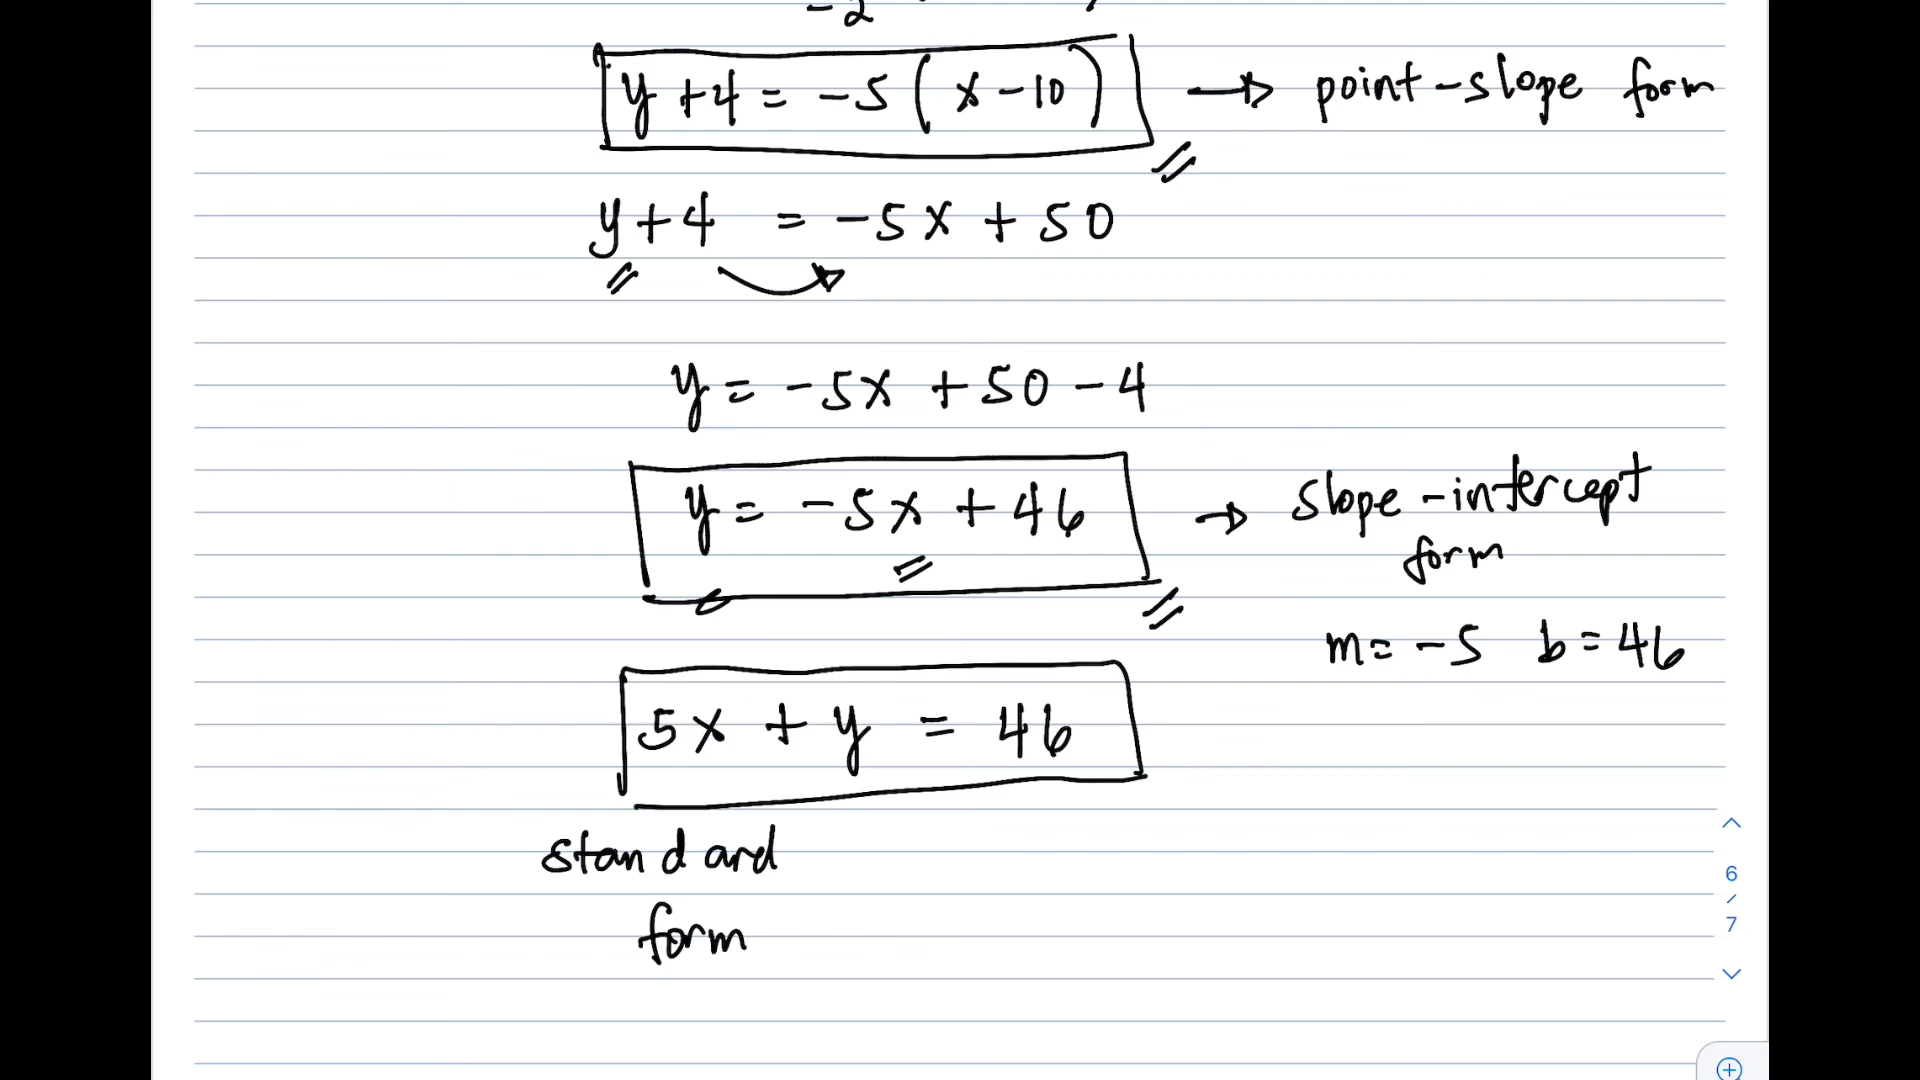 -2
y + 4 = -5 ( x - 10 ) → point-slope form
y + 4 = -5x + 50
y = -5x + 50 - 4
y = -5x + 46 → slope-intercept
form
m = -5 b = 46
5x + y = 46
standard
form
6
/
7